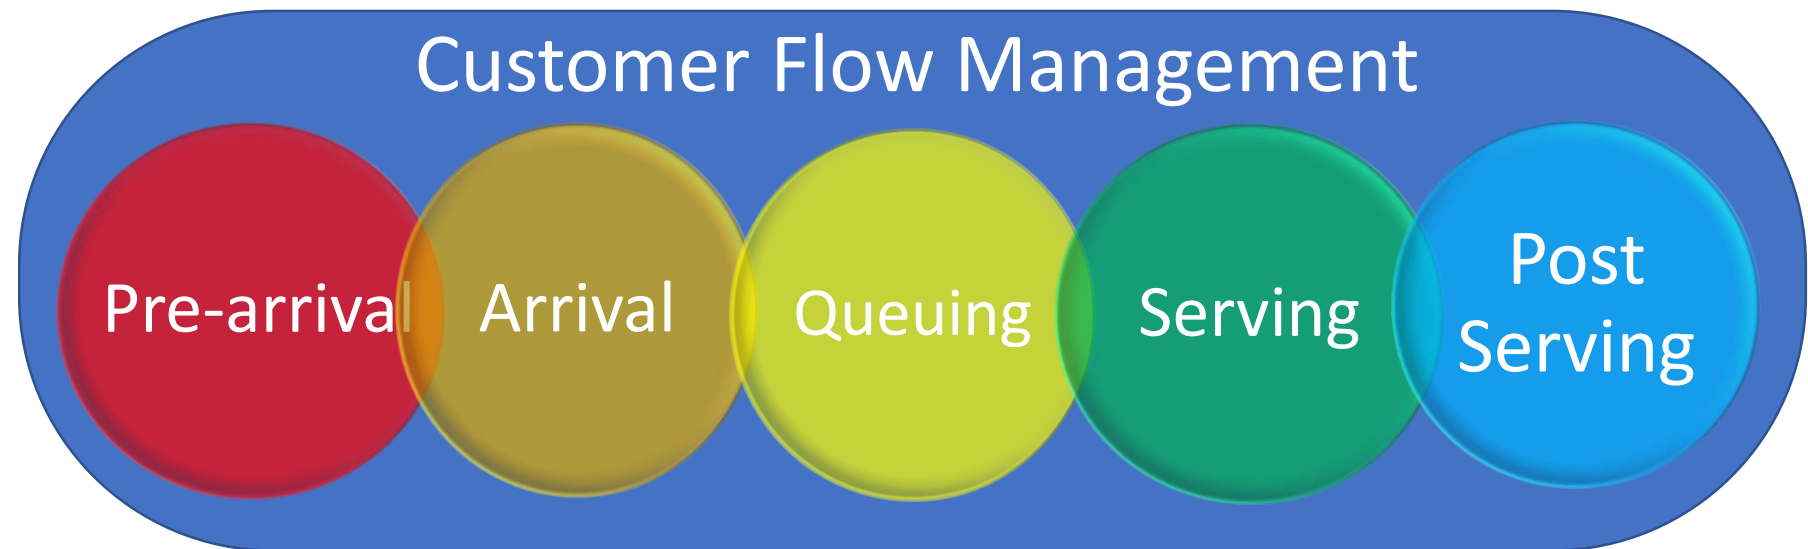 Customer Flow Management
Pre-arrival
Arrival
Queuing
Serving
Post
Serving